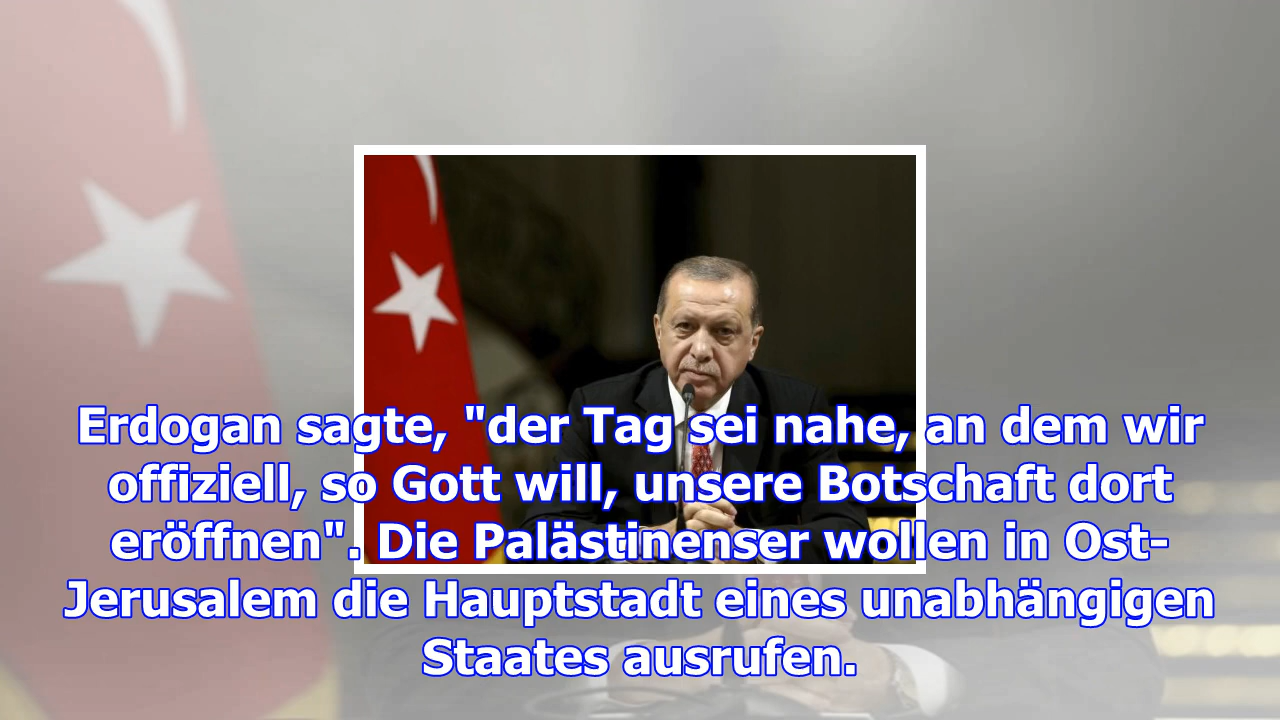 Erdogan sagte, "der Tag sei nahe, an dem wir
offiziell, so Gott will, unsere Botschaft dort
eröffnen". Die Palästinenser wollen in Ost-
Jerusalem die Hauptstadt eines unabhängigen
Staates ausrufen.